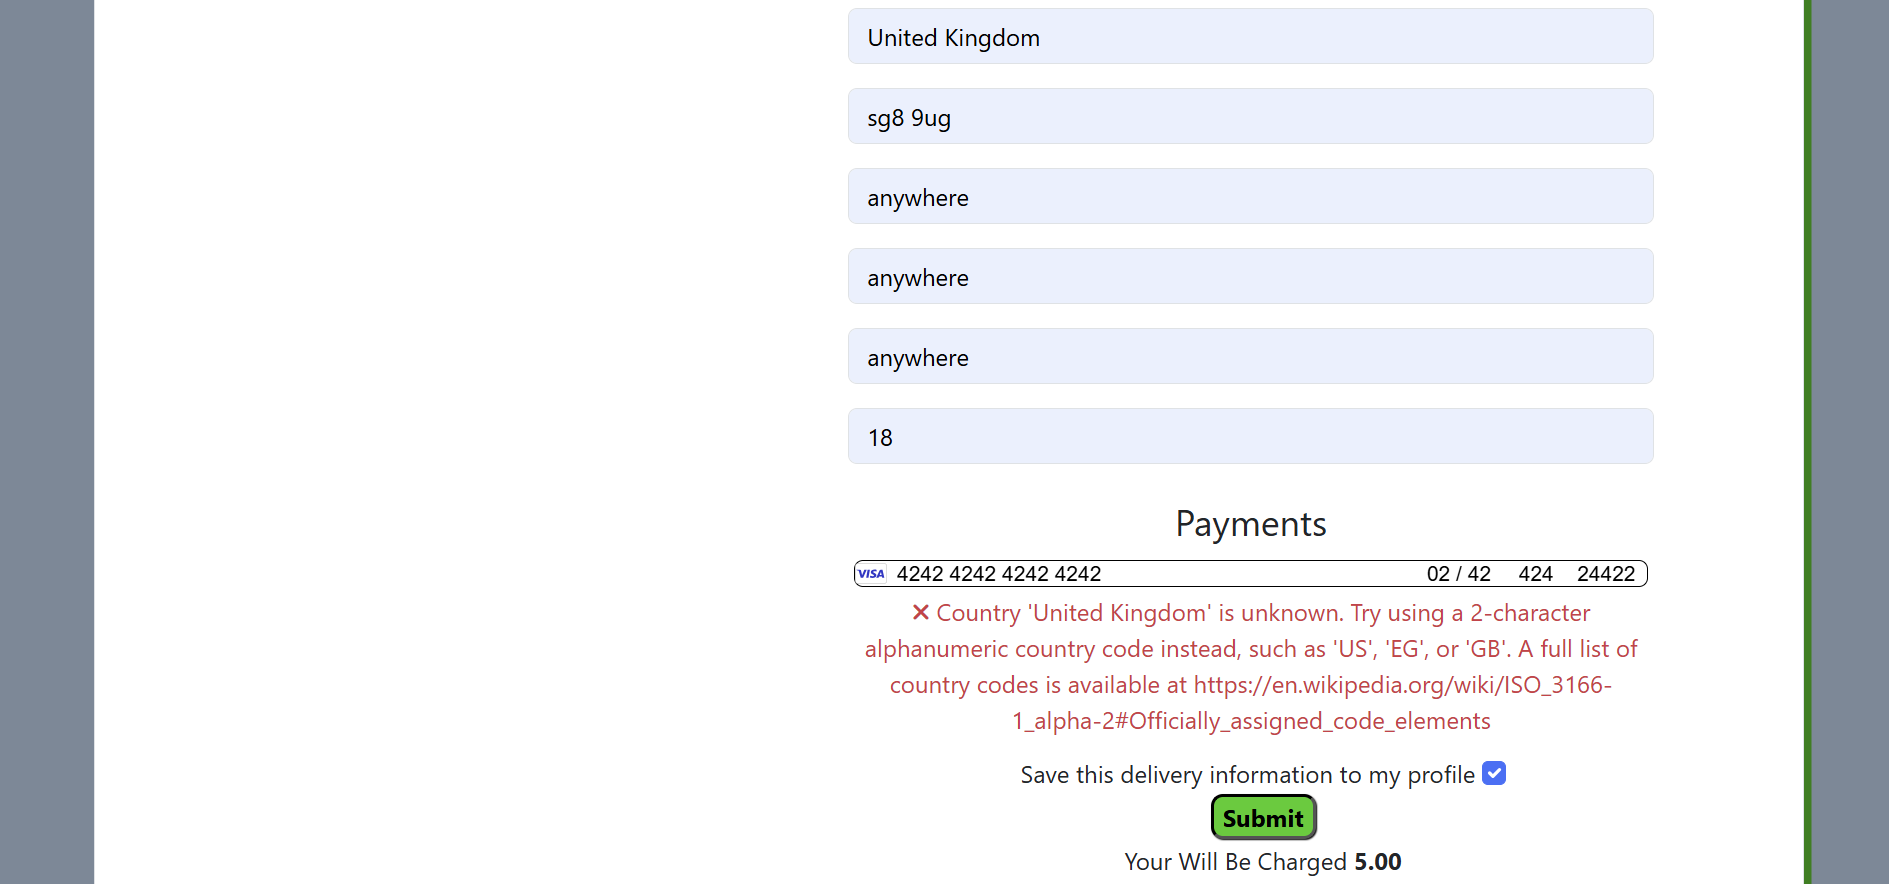 United Kingdom
sg8 9ug
anywhere
anywhere
anywhere
18
Payments
VISA 4242 4242 4242 4242 02 / 42 424 24422
✕ Country 'United Kingdom' is unknown. Try using a 2-character
alphanumeric country code instead, such as 'US', 'EG', or 'GB'. A full list of
country codes is available at https://en.wikipedia.org/wiki/ISO_3166-
1_alpha-2#Officially_assigned_code_elements
Save this delivery information to my profile
Submit
Your Will Be Charged 5.00